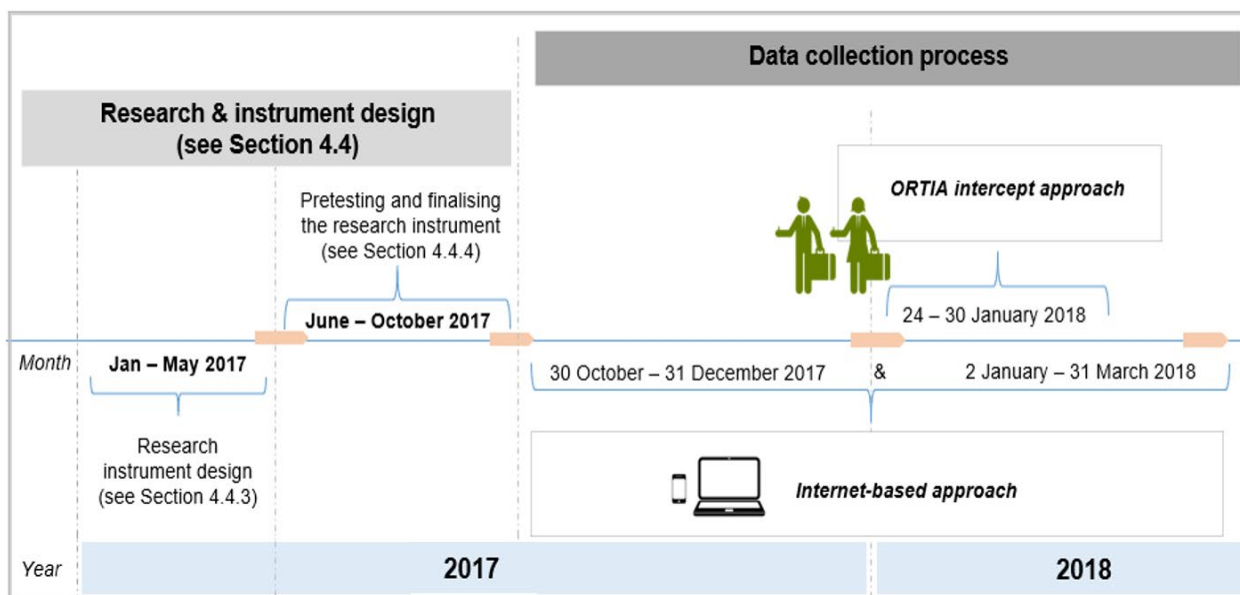 Data collection process
Research & instrument design
(see Section 4.4)
ORTIA intercept approach
Pretesting and finalising
the research instrument
(see Section 4.4.4)
24 – 30 January 2018
June – October 2017
Month
Jan – May 2017
30 October – 31 December 2017 & 2 January – 31 March 2018
Research
instrument design
(see Section 4.4.3)
Internet-based approach
Year
2017
2018